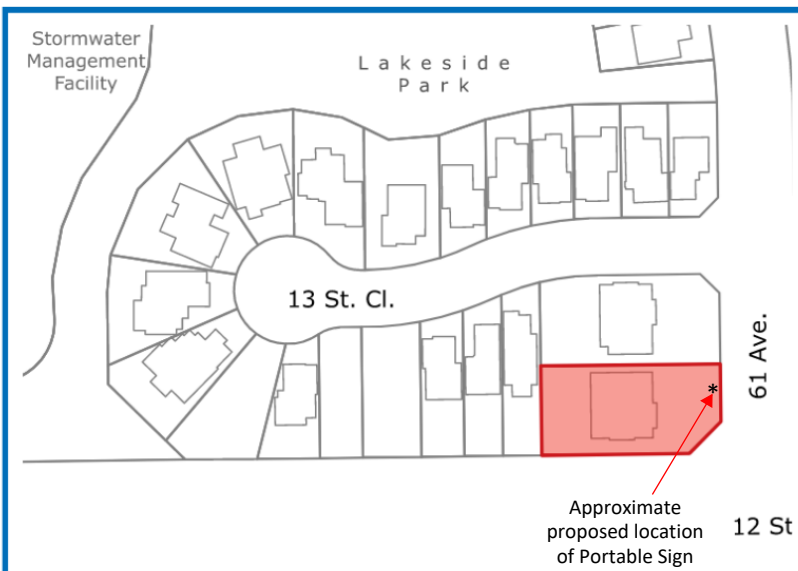 Stormwater
Management
Facility
Lakeside
Park
13 St. Cl.
61 Ave.
*
Approximate
proposed location
of Portable Sign
12 St